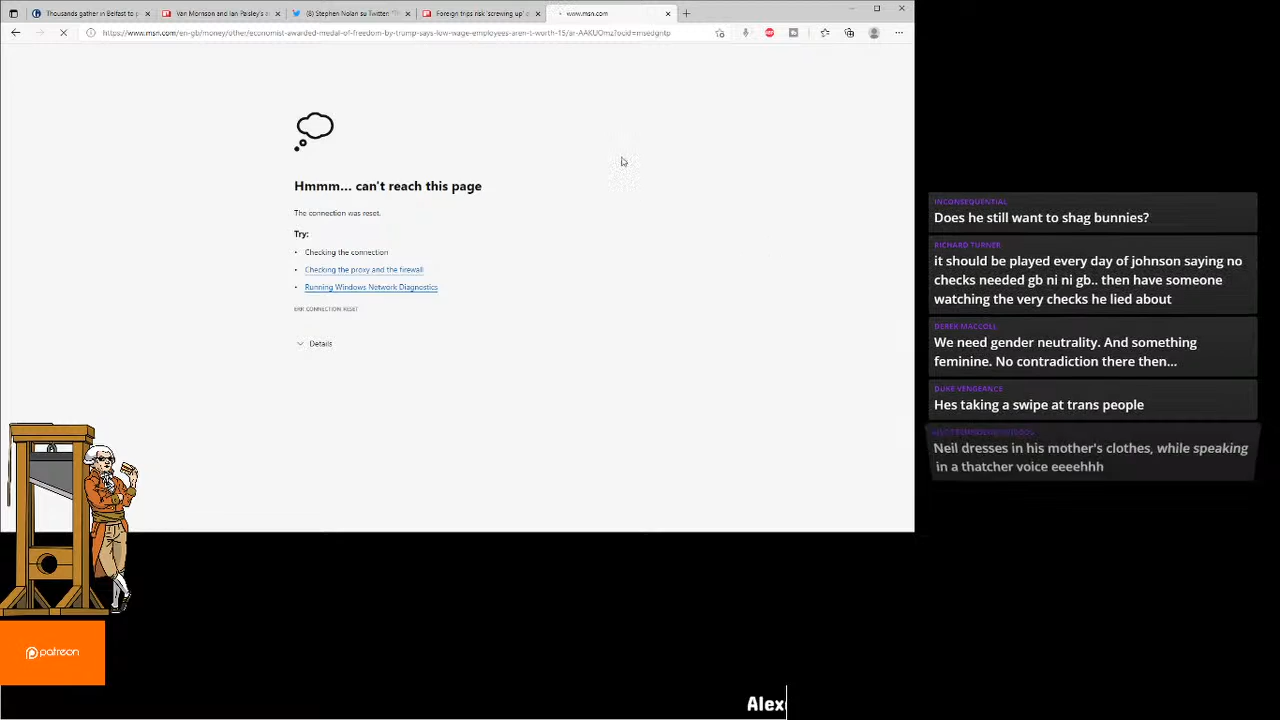 Thousands gather in Belfast to p
Van Morrison and Ian Paisley's s
(8) Stephen Nolan su Twitter: "T
Foreign trips risk 'screwing up' e
www.msn.com
https://www.msn.com/en-gb/money/other/economist-awarded-medal-of-freedom-by-trump-says-low-wage-employees-aren-t-worth-15/ar-AAKUOmz?ocid=msedgntp
Hmmm... can't reach this page
The connection was reset.
Try:
• Checking the connection
• Checking the proxy and the firewall
• Running Windows Network Diagnostics
ERR_CONNECTION_RESET
Details
INCONSEQUENTIAL
Does he still want to shag bunnies?
RICHARD TURNER
it should be played every day of johnson saying no
checks needed gb ni ni gb.. then have someone
watching the very checks he lied about
DEREK MACCOLL
We need gender neutrality. And something
feminine. No contradiction there then...
DUKE VENGEANCE
Hes taking a swipe at trans people
Neil dresses in his mother's clothes, while speaking
in a thatcher voice eeeehhh
patreon
Alex